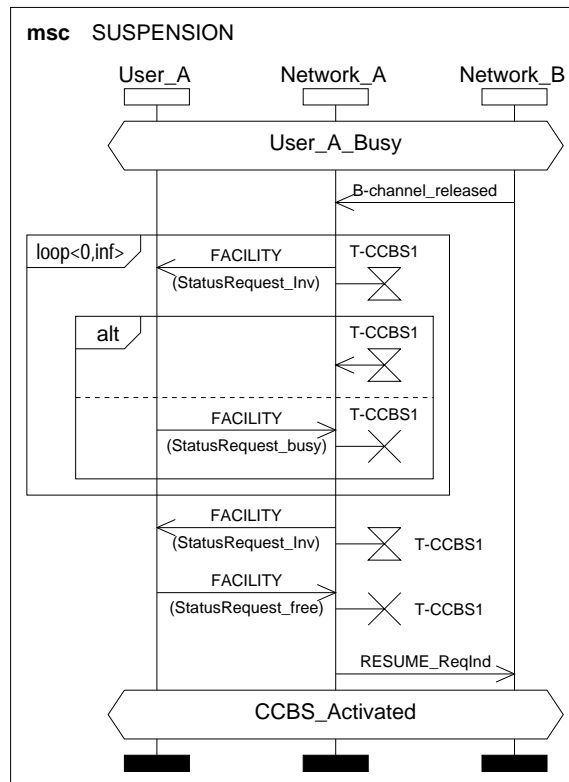 msc SUSPENSION
User_A Network_A Network_B
User_A_Busy
B-channel_released
loop<0,inf>
FACILITY T-CCBS1
(StatusRequest_Inv)
alt
T-CCBS1
FACILITY T-CCBS1
(StatusRequest_busy)
FACILITY
(StatusRequest_Inv) T-CCBS1
FACILITY
(StatusRequest_free) T-CCBS1
RESUME_ReqInd
CCBS_Activated